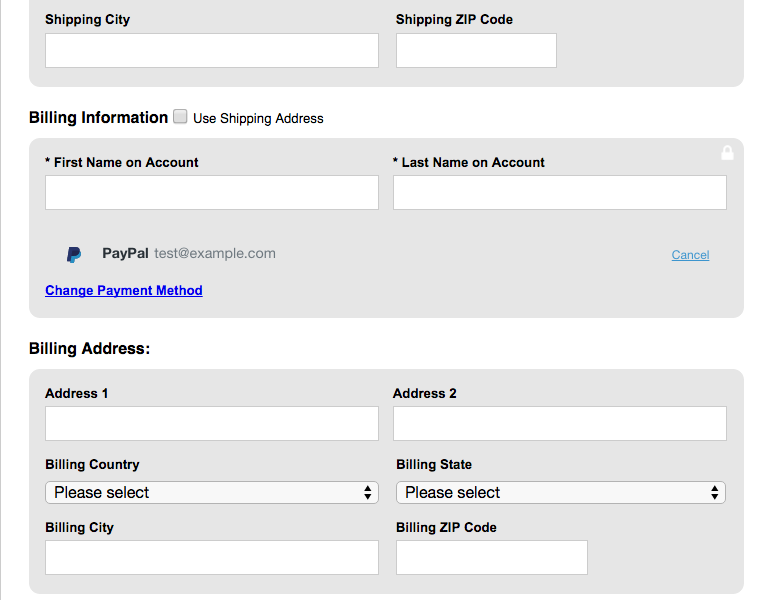 Shipping City Shipping ZIP Code
Billing Information Use Shipping Address
* First Name on Account * Last Name on Account
PayPal test@example.com Cancel
Change Payment Method
Billing Address:
Address 1 Address 2
Billing Country Billing State
Please select Please select
Billing City Billing ZIP Code